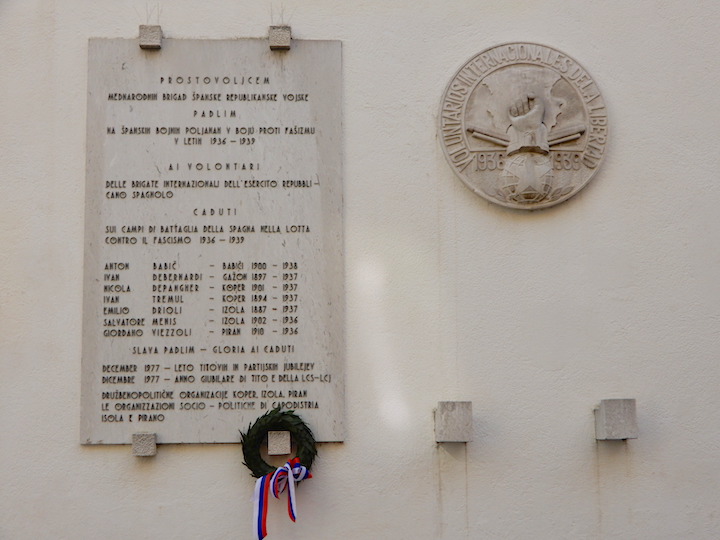 PROSTOVOLJCEM
MEDNARODNIH BRIGAD ŠPANSKE REPUBLIKANSKE VOJSKE
PADLIM
NA ŠPANSKIH BOJNIH POLJANAH V BOJU PROTI FAŠIZMU
V LETIH 1936 – 1939
AI VOLONTARI
DELLE BRIGATE INTERNAZIONALI DELL'ESERCITO REPUBBLI-
CANO SPAGNOLO
CADUTI
SUI CAMPI DI BATTAGLIA DELLA SPAGNA NELLA LOTTA
CONTRO IL FASCISMO 1936 – 1939
ANTON BABIČ – BABIČI 1900 – 1938
IVAN DEBERNARDI – GAŽON 1897 – 1937
NICOLA DEPANGHER – KOPER 1901 – 1937
IVAN TREMUL – KOPER 1894 – 1937
EMILIO DRIOLI – IZOLA 1887 – 1937
SALVATORE MENIS – IZOLA 1902 – 1936
GIORDANO VIEZZOLI – PIRAN 1910 – 1936
SLAVA PADLIM – GLORIA AI CADUTI
DECEMBER 1977 – LETO TITOVIH IN PARTIJSKIH JUBILEJEV
DICEMBRE 1977 – ANNO GIUBILARE DI TITO E DELLA LCS-LCJ
DRUŽBENOPOLITIČNE ORGANIZACIJE KOPER, IZOLA, PIRAN
LE ORGANIZZAZIONI SOCIO – POLITICHE DI CAPODISTRIA
ISOLA E PIRANO
VOLUNTARIOS INTERNACIONALES DE LA LIBERTAD
1936 1939